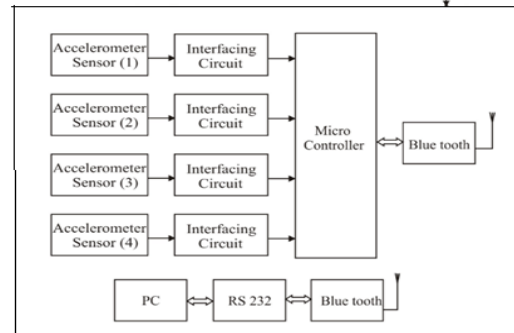 Accelerometer
Sensor (1)
Interfacing
Circuit
Accelerometer
Sensor (2)
Interfacing
Circuit
Accelerometer
Sensor (3)
Interfacing
Circuit
Accelerometer
Sensor (4)
Interfacing
Circuit
Micro
Controller
Blue tooth
PC
RS 232
Blue tooth